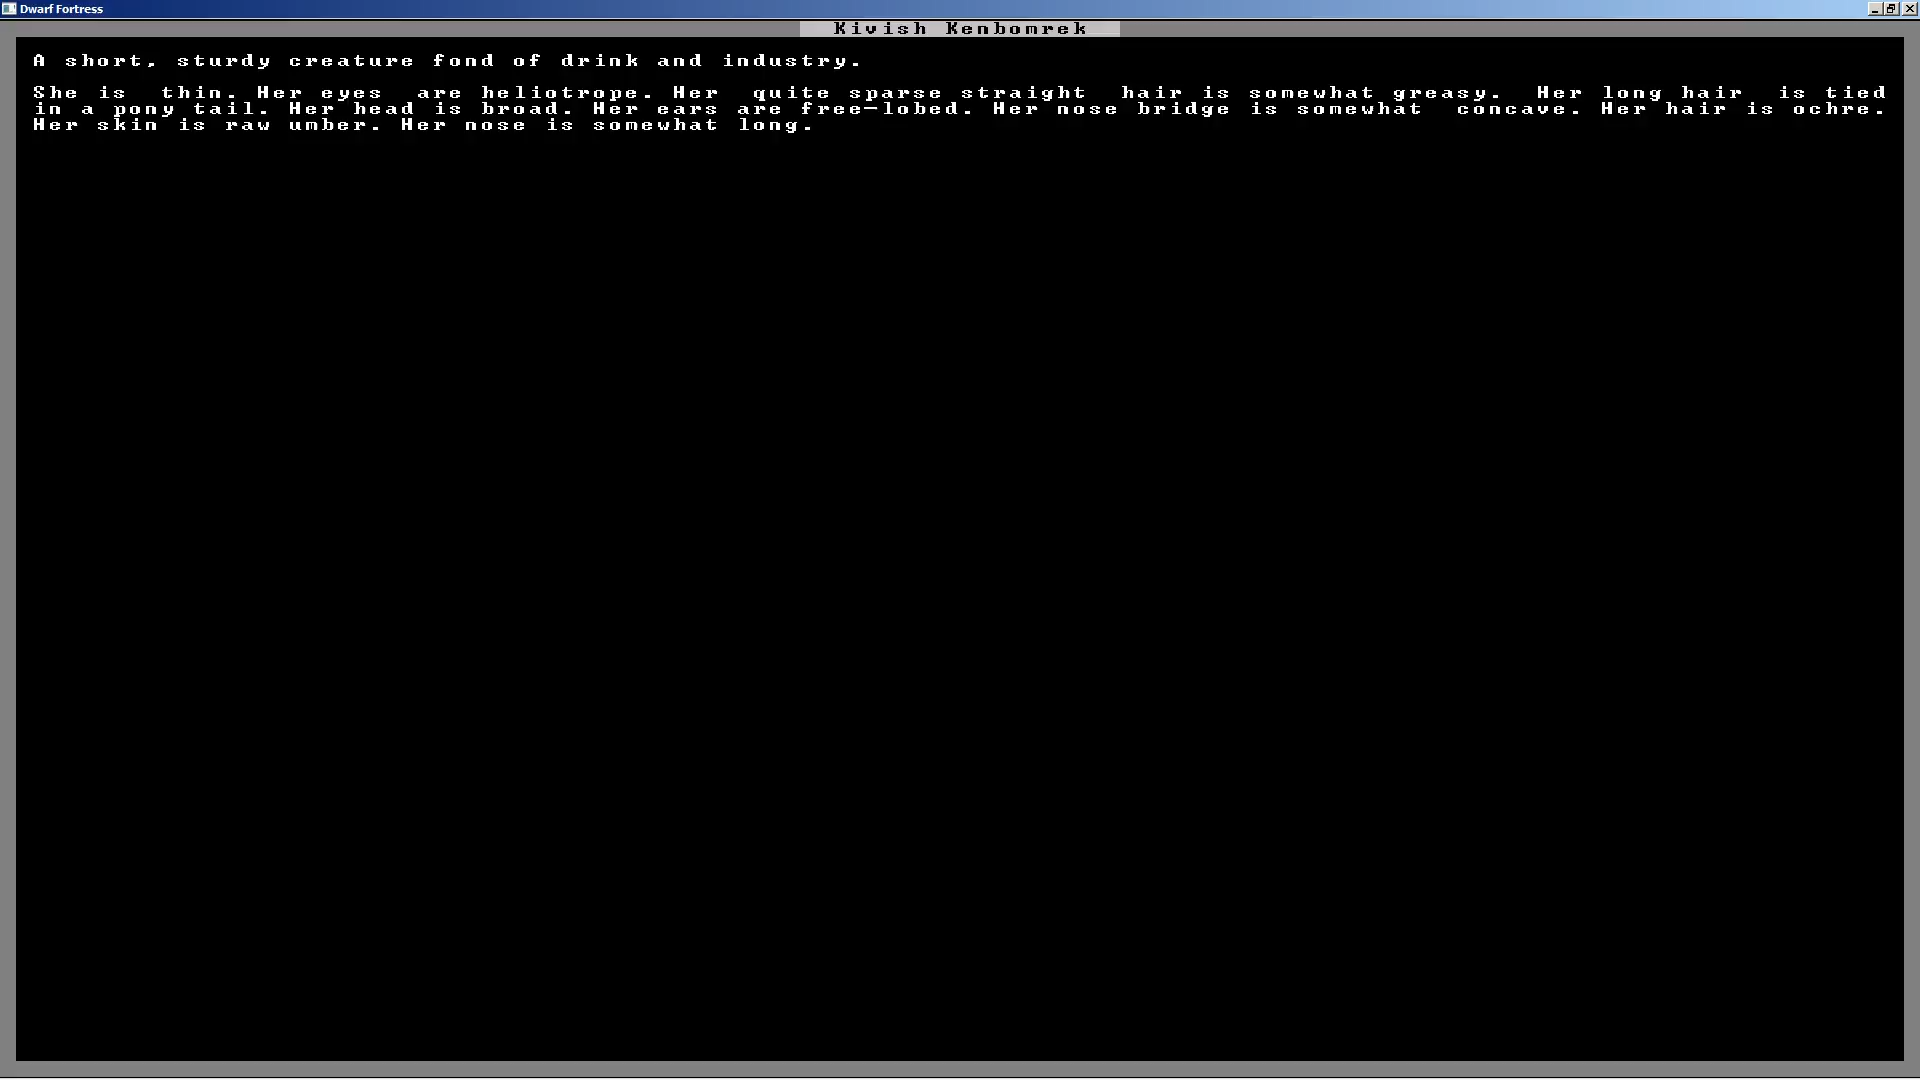 Dwarf Fortress
Kivish Kenbomrek
A short, sturdy creature fond of drink and industry.
She is  thin. Her eyes  are heliotrope. Her  quite sparse straight  hair is somewhat greasy.  Her long hair  is tied
in a pony tail. Her head is broad. Her ears are free-lobed. Her nose bridge is somewhat  concave. Her hair is ochre.
Her skin is raw umber. Her nose is somewhat long.